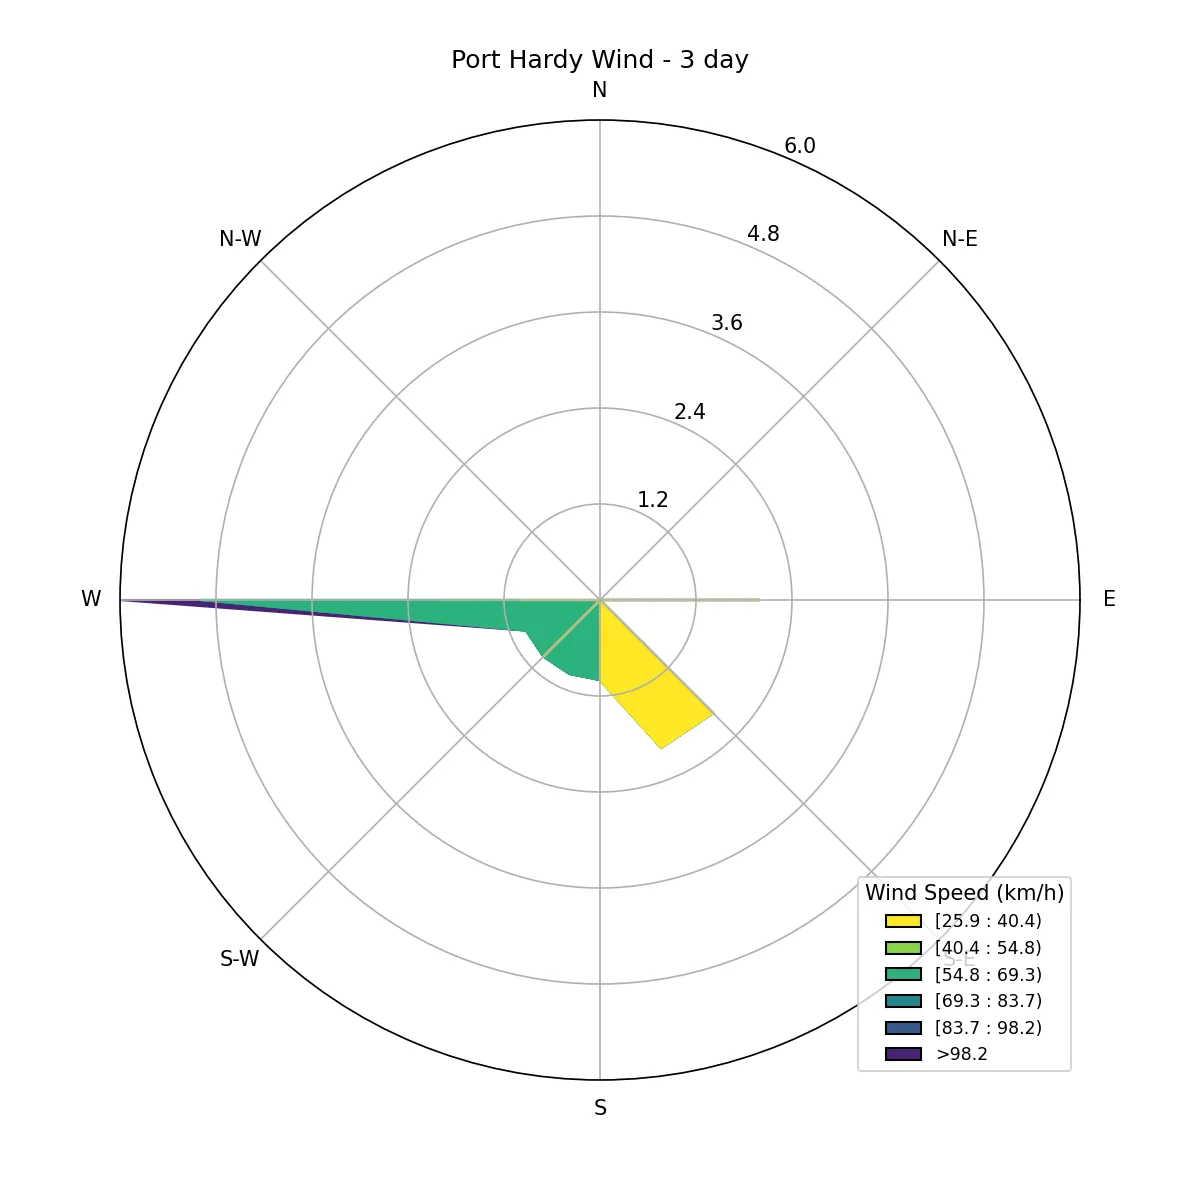 Port Hardy Wind - 3 day
N
6.0
N-W
4.8
N-E
3.6
2.4
1.2
W
E
S-W
S-E
S
Wind Speed (km/h)
[25.9 : 40.4)
[40.4 : 54.8)
[54.8 : 69.3)
[69.3 : 83.7)
[83.7 : 98.2)
>98.2